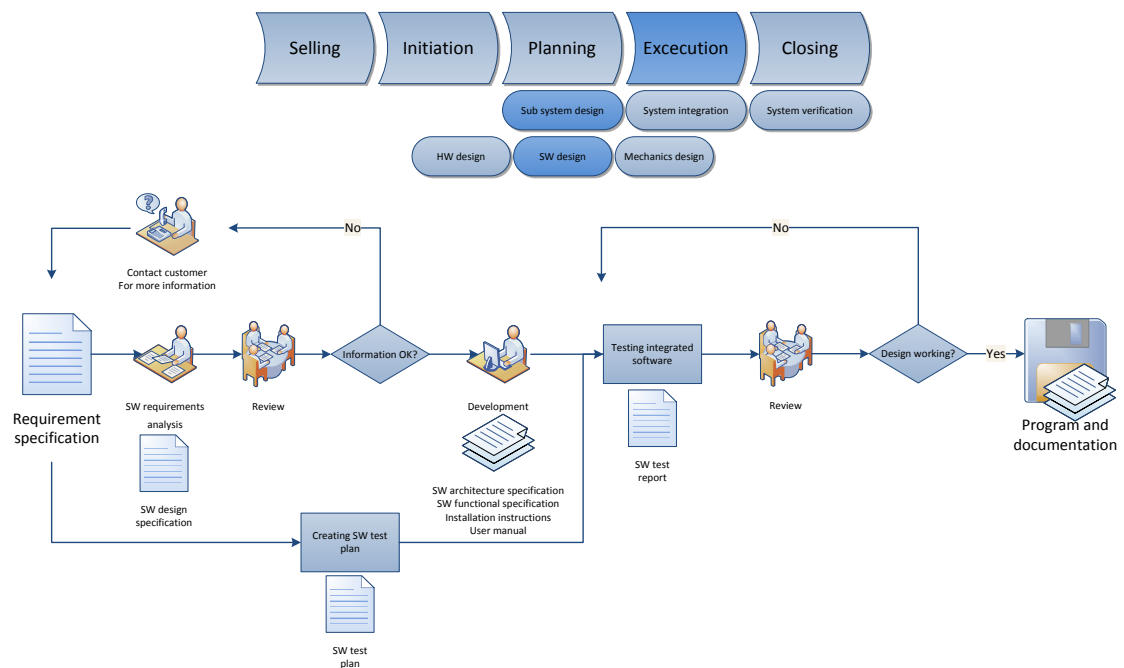 Selling
Initiation
Planning
Excecution
Closing
Sub system design
System integration
System verification
HW design
SW design
Mechanics design
No
No
Contact customer
For more information
Information OK?
Testing integrated
software
Design working?
Yes
Requirement
specification
SW requirements
analysis
Review
Development
Review
Program and
documentation
SW design
specification
SW architecture specification
SW functional specification
Installation instructions
User manual
SW test
report
Creating SW test
plan
SW test
plan